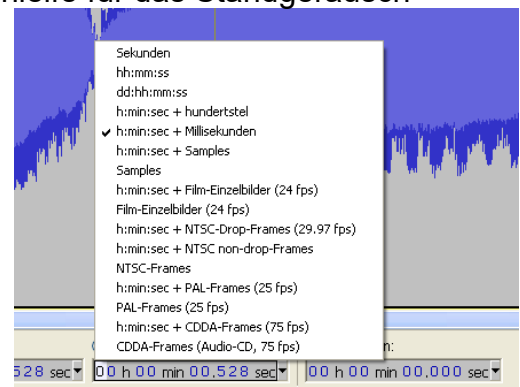 für das Standgeräusch
Sekunden
hh:mm:ss
dd:hh:mm:ss
h:min:sec + hundertstel
h:min:sec + Millisekunden
h:min:sec + Samples
Samples
h:min:sec + Film-Einzelbilder (24 fps)
Film-Einzelbilder (24 fps)
h:min:sec + NTSC-Drop-Frames (29.97 fps)
h:min:sec + NTSC non-drop-Frames
NTSC-Frames
h:min:sec + PAL-Frames (25 fps)
PAL-Frames (25 fps)
h:min:sec + CDDA-Frames (75 fps)
CDDA-Frames (Audio-CD, 75 fps)
n:
528 sec 00 h 00 min 00,528 sec 00 h 00 min 00,000 sec